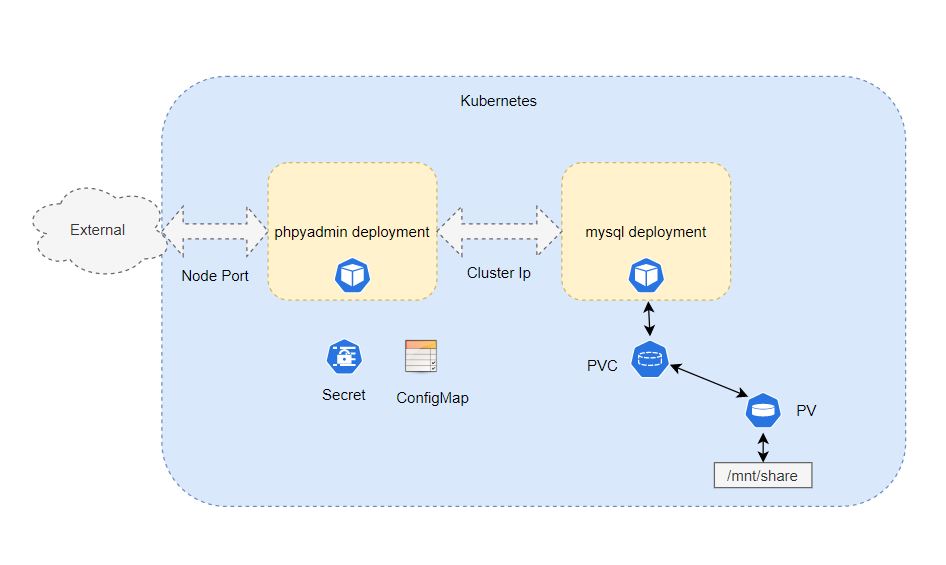 Kubernetes
External
phpyadmin deployment
mysql deployment
Node Port
Cluster Ip
PVC
Secret
ConfigMap
PV
/mnt/share